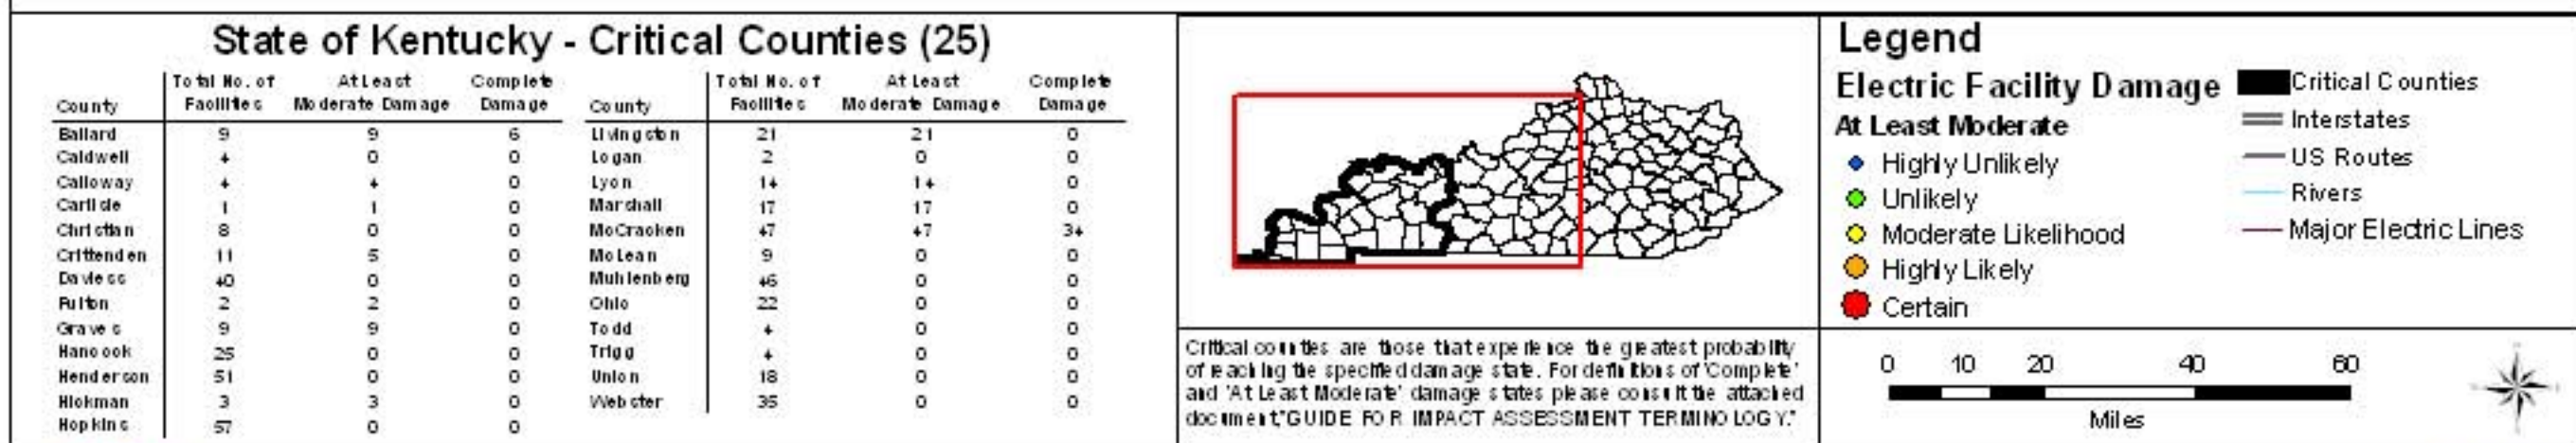 State of Kentucky - Critical Counties (25)
County Total No. of Facilities At Least Moderate Damage Complete Damage
Ballard 9 9 6
Caldwell 4 0 0
Calloway 4 4 0
Carlisle 1 1 0
Christian 8 0 0
Crittenden 11 5 0
Daviess 40 0 0
Fulton 2 2 0
Graves 9 9 0
Hancock 25 0 0
Henderson 51 0 0
Hickman 3 3 0
Hopkins 57 0 0
County Total No. of Facilities At Least Moderate Damage Complete Damage
Livingston 21 21 0
Logan 2 0 0
Lyon 14 14 0
Marshall 17 17 0
McCracken 47 47 34
McLean 9 0 0
Muhlenberg 46 0 0
Ohio 22 0 0
Todd 4 0 0
Trigg 4 0 0
Union 18 0 0
Webster 35 0 0
Critical counties are those that experience the greatest probability
of reaching the specified damage state. For definitions of 'Complete'
and 'At Least Moderate' damage states please consult the attached
document,"GUIDE FOR IMPACT ASSESSMENT TERMINOLOGY."
Legend
Electric Facility Damage
At Least Moderate
Highly Unlikely
Unlikely
Moderate Likelihood
Highly Likely
Certain
Critical Counties
Interstates
US Routes
Rivers
Major Electric Lines
0 10 20 40 60
Miles